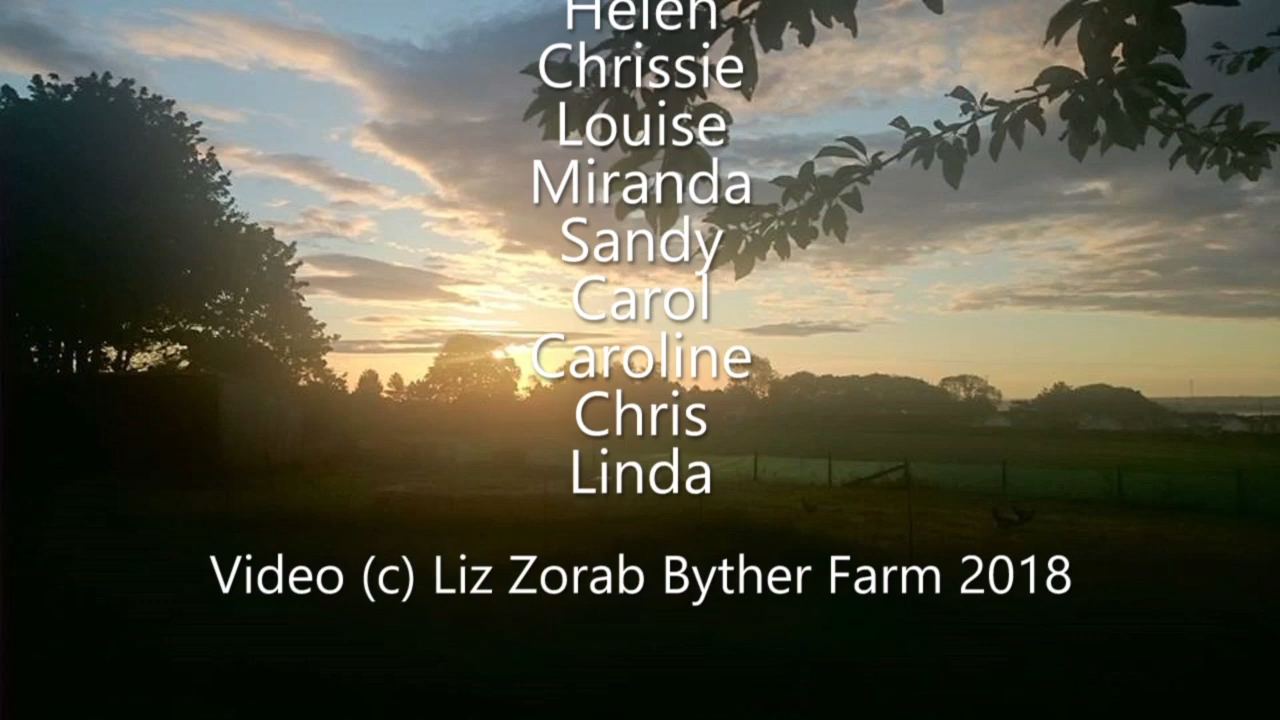 Helen
Chrissie
Louise
Miranda
Sandy
Carol
Caroline
Chris
Linda
Video (c) Liz Zorab Byther Farm 2018